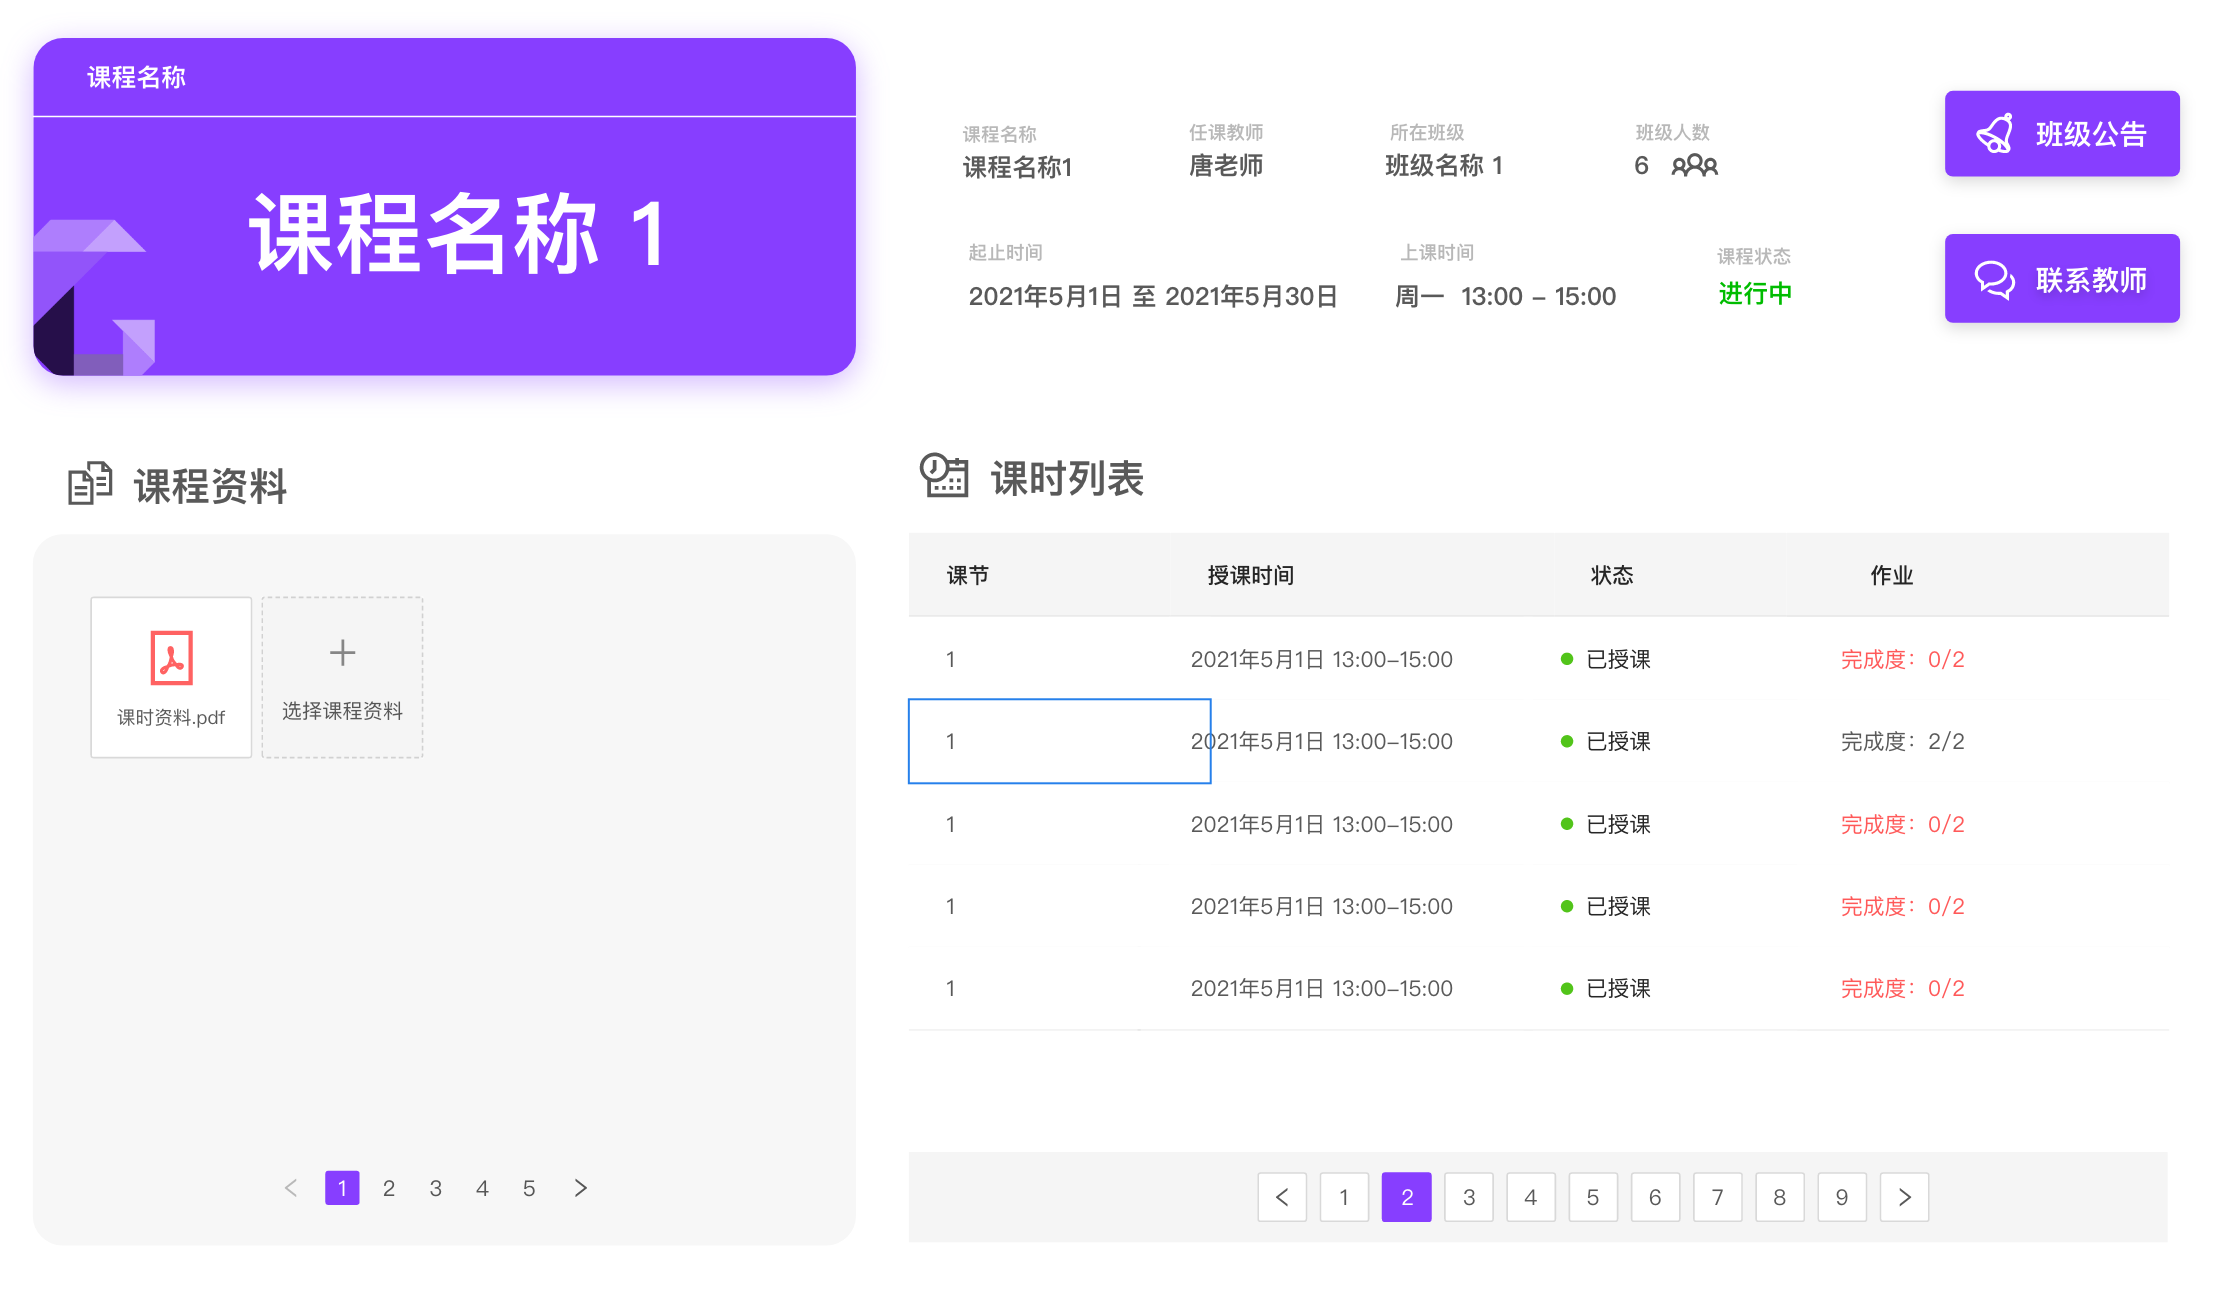 课程名称
课程名称 1
课程名称
课程名称1
任课教师
唐老师
所在班级
班级名称 1
班级人数
6
起止时间
2021年5月1日 至 2021年5月30日
上课时间
周一 13:00 – 15:00
课程状态
进行中
班级公告
联系教师
课程资料
课时资料.pdf
选择课程资料
1 2 3 4 5
课时列表
课节 授课时间 状态 作业
1 2021年5月1日 13:00–15:00 已授课 完成度：0/2
1 2021年5月1日 13:00–15:00 已授课 完成度：2/2
1 2021年5月1日 13:00–15:00 已授课 完成度：0/2
1 2021年5月1日 13:00–15:00 已授课 完成度：0/2
1 2021年5月1日 13:00–15:00 已授课 完成度：0/2
1 2 3 4 5 6 7 8 9